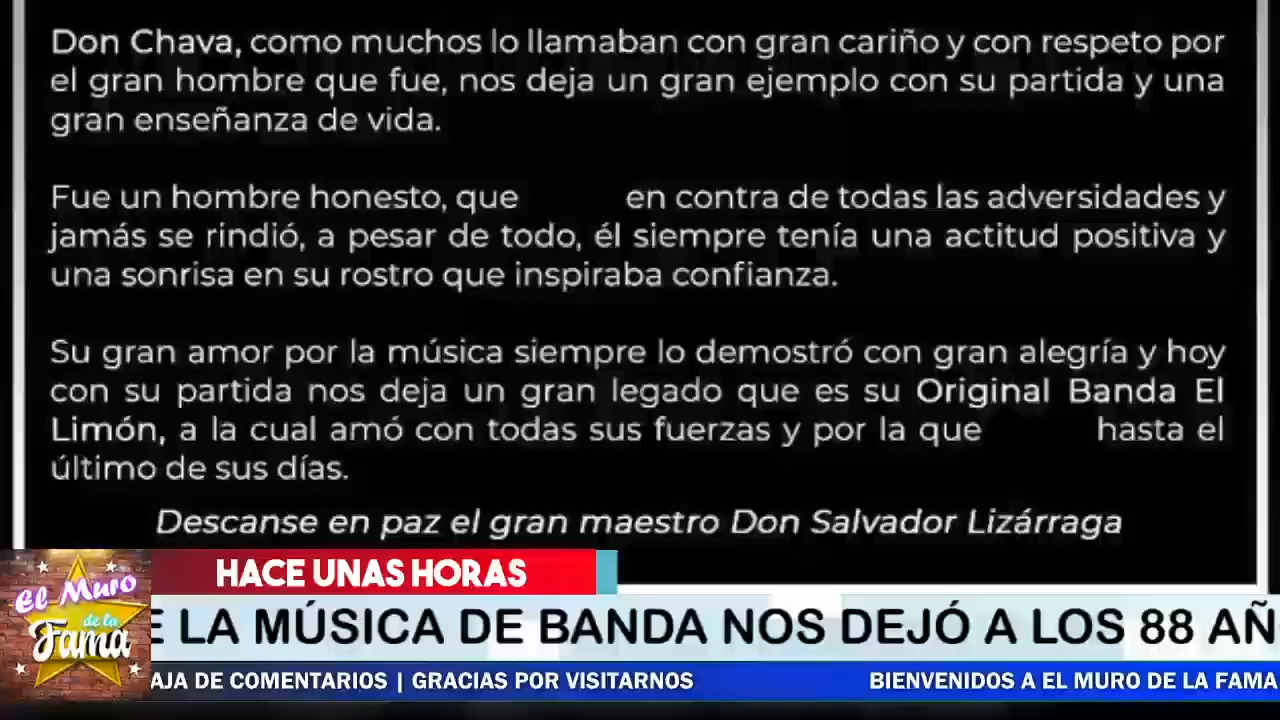 Don Chava, como muchos lo llamaban con gran cariño y con respeto por
el gran hombre que fue, nos deja un gran ejemplo con su partida y una
gran enseñanza de vida.
Fue un hombre honesto, que en contra de todas las adversidades y
jamás se rindió, a pesar de todo, él siempre tenía una actitud positiva y
una sonrisa en su rostro que inspiraba confianza.
Su gran amor por la música siempre lo demostró con gran alegría y hoy
con su partida nos deja un gran legado que es su Original Banda El
Limón, a la cual amó con todas sus fuerzas y por la que hasta el
último de sus días.
Descanse en paz el gran maestro Don Salvador Lizárraga
HACE UNAS HORAS
El Muro
de la
Fama
E LA MÚSICA DE BANDA NOS DEJÓ A LOS 88 AÑ
AJA DE COMENTARIOS | GRACIAS POR VISITARNOS BIENVENIDOS A EL MURO DE LA FAMA